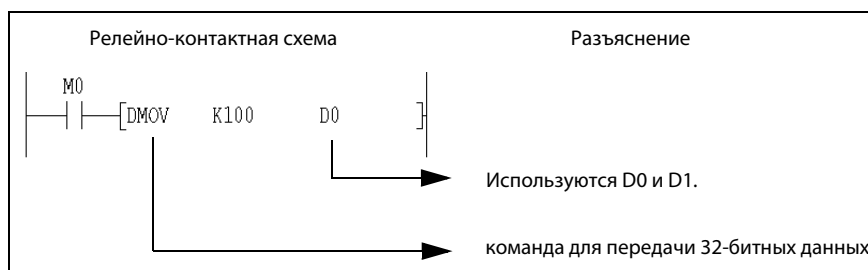 Релейно-контактная схема Разъяснение
M0
DMOV K100 D0
Используются D0 и D1.
команда для передачи 32-битных данных